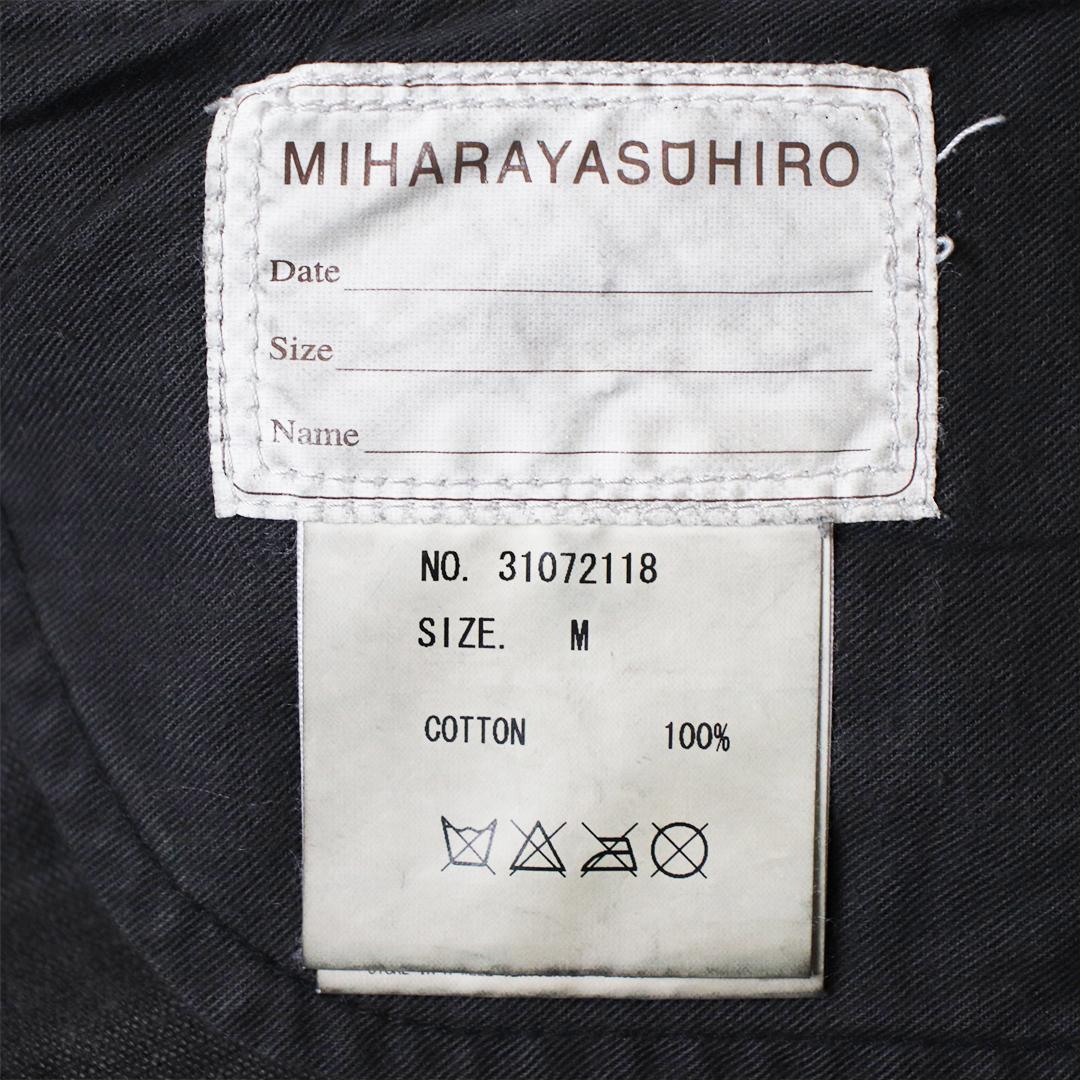 MIHARAYASUHIRO
Date
Size
Name
NO. 31072118
SIZE. M
COTTON 100%